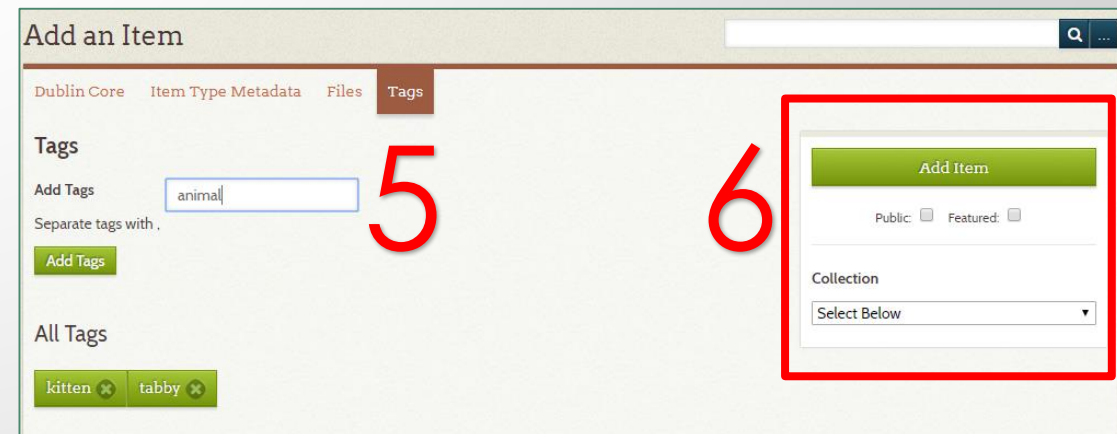 Add an Item
...
Dublin Core Item Type Metadata Files Tags
Tags
Add Tags animal
Separate tags with ,
Add Tags
5
All Tags
kitten tabby
6
Add Item
Public: Featured:
Collection
Select Below